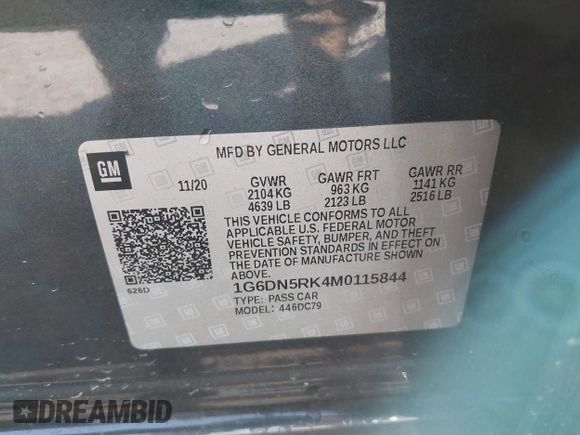 MFD BY GENERAL MOTORS LLC
GM
11/20 GVWR GAWR FRT GAWR RR
2104 KG 963 KG 1141 KG
4639 LB 2123 LB 2516 LB
THIS VEHICLE CONFORMS TO ALL
APPLICABLE U.S. FEDERAL MOTOR
VEHICLE SAFETY, BUMPER, AND THEFT
PREVENTION STANDARDS IN EFFECT ON
THE DATE OF MANUFACTURE SHOWN
ABOVE.
626D
1G6DN5RK4M0115844
TYPE: PASS CAR
MODEL: 446DC79
DREAMBID